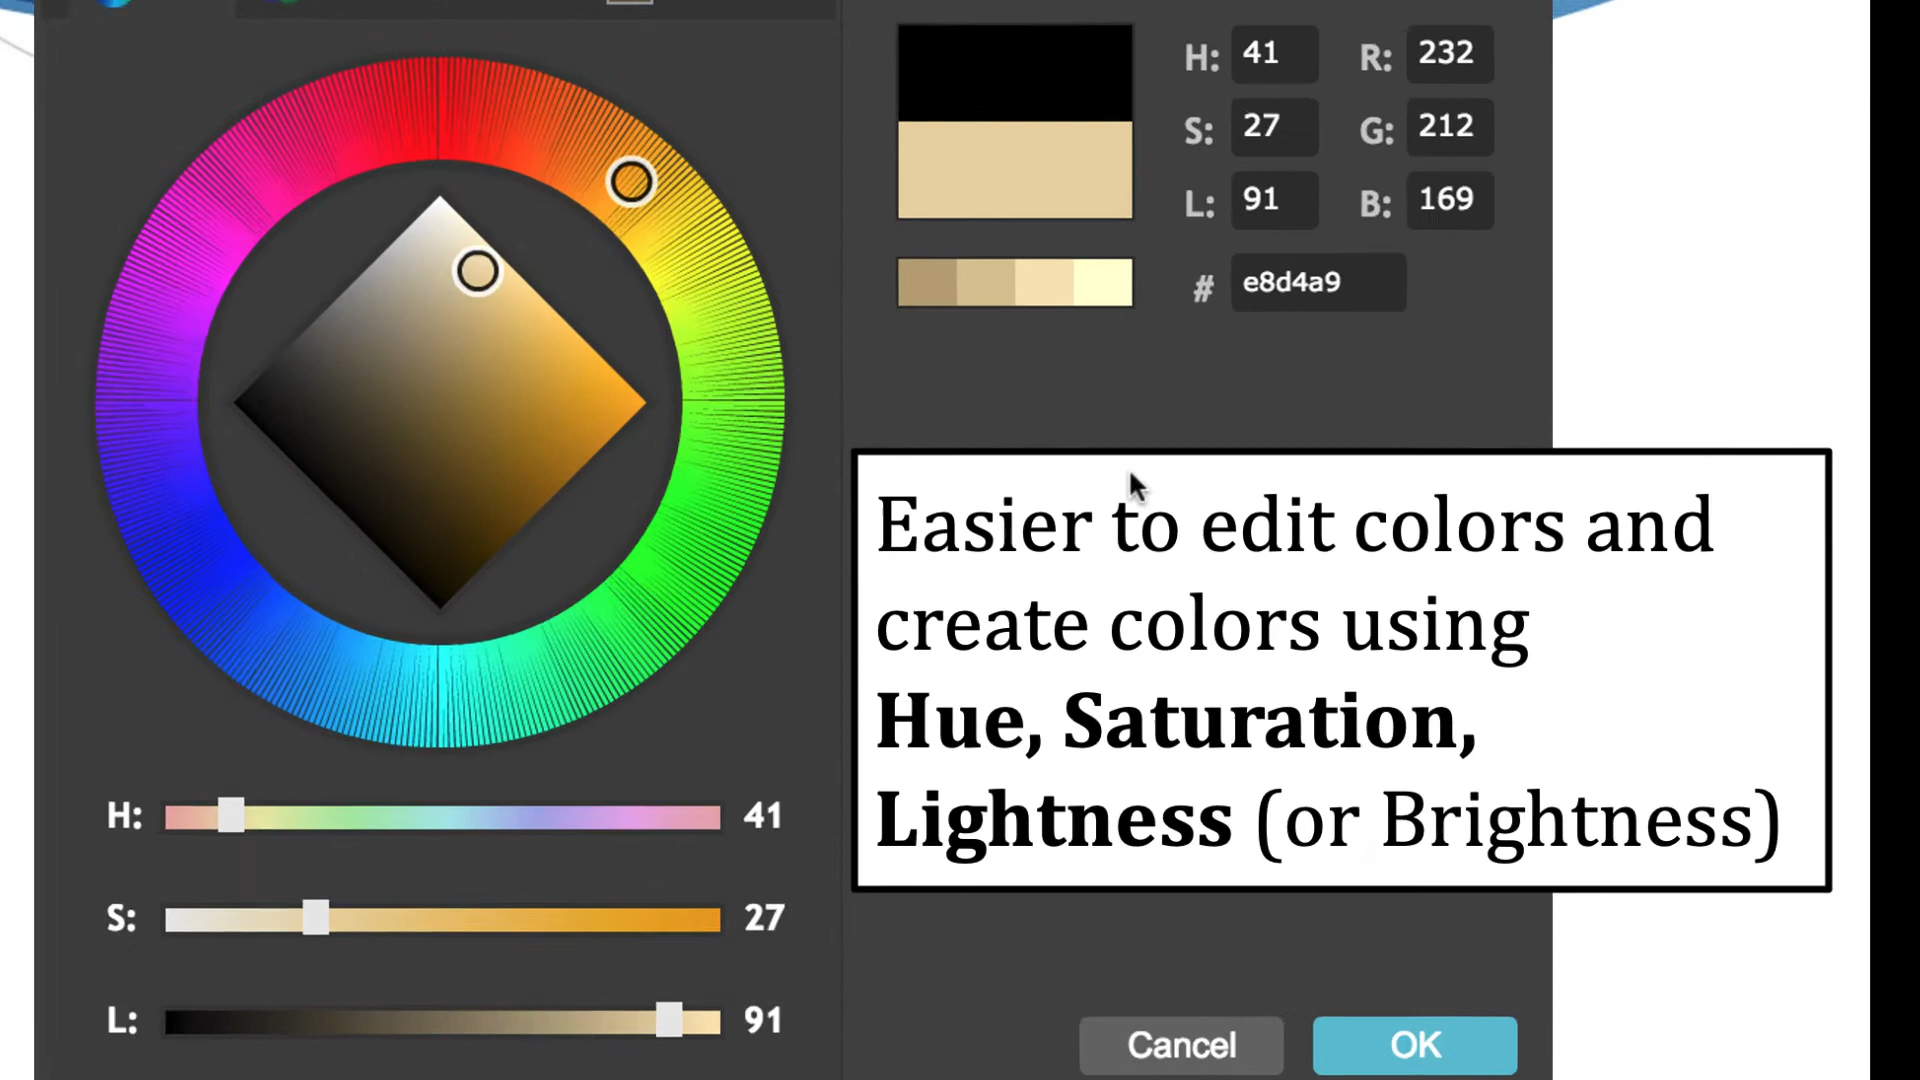 H: 41 R: 232
S: 27 G: 212
L: 91 B: 169
# e8d4a9
Easier to edit colors and
create colors using
Hue, Saturation,
Lightness (or Brightness)
H: 41
S: 27
L: 91
Cancel OK